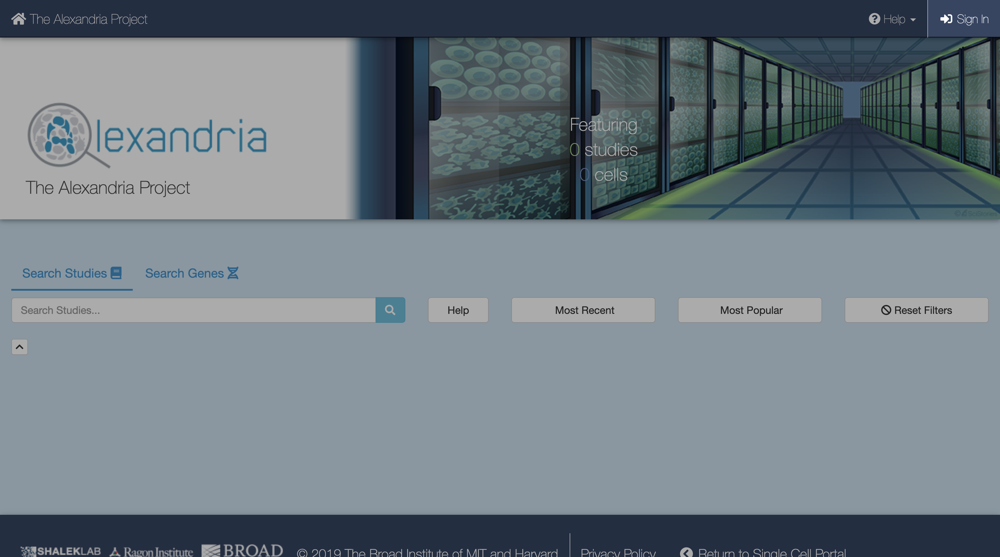 The Alexandria Project
Help
Sign In
lexandria
The Alexandria Project
Featuring
0 studies
0 cells
© SciStories
Search Studies
Search Genes
Search Studies...
Help
Most Recent
Most Popular
Reset Filters
SHALEKLAB
Ragon Institute
BROAD
© 2019 The Broad Institute of MIT and Harvard
Privacy Policy
Return to Single Cell Portal